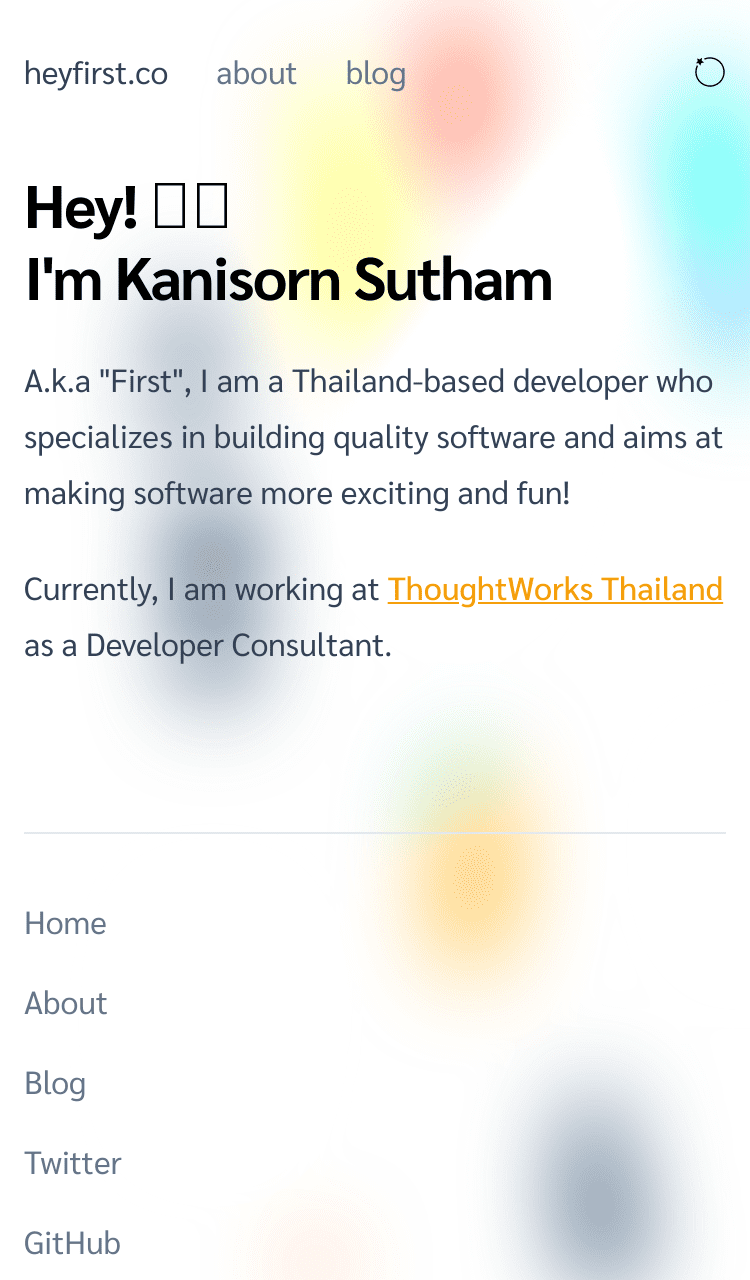 heyfirst.co about blog
Hey!
I'm Kanisorn Sutham
A.k.a "First", I am a Thailand-based developer who
specializes in building quality software and aims at
making software more exciting and fun!
Currently, I am working at ThoughtWorks Thailand
as a Developer Consultant.
Home
About
Blog
Twitter
GitHub